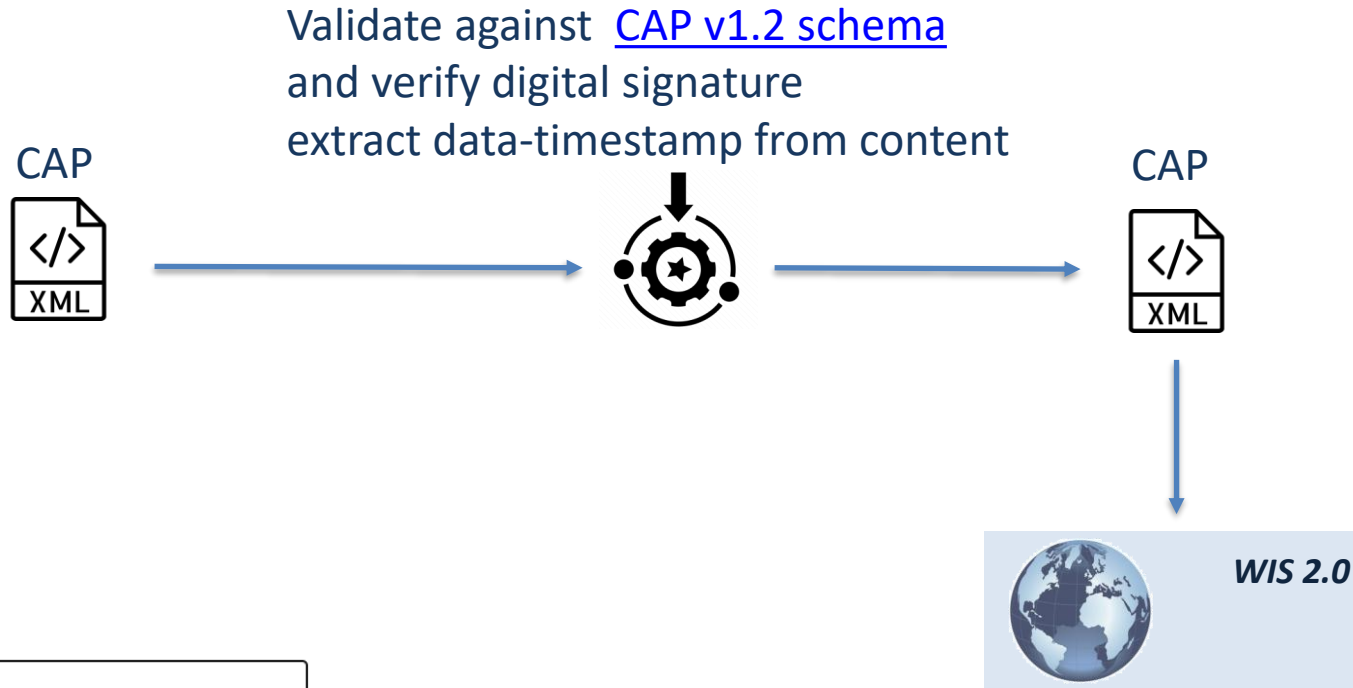 Validate against CAP v1.2 schema
and verify digital signature
extract data-timestamp from content
CAP
</>
XML
CAP
</>
XML
WIS 2.0